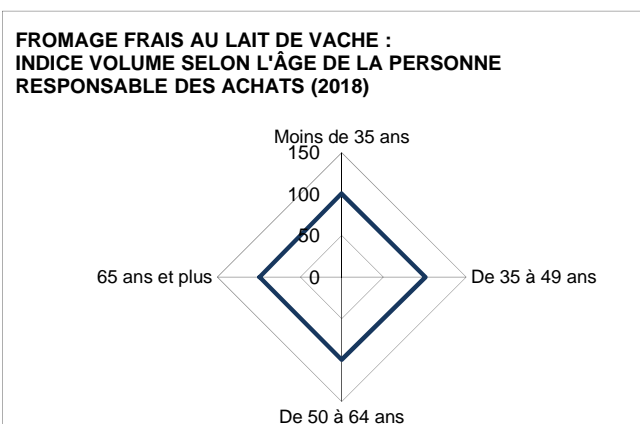 FROMAGE FRAIS AU LAIT DE VACHE :
INDICE VOLUME SELON L'ÂGE DE LA PERSONNE
RESPONSABLE DES ACHATS (2018)
Moins de 35 ans
150
100
50
65 ans et plus
0
De 35 à 49 ans
De 50 à 64 ans